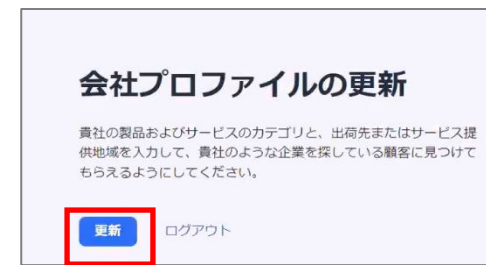 会社プロファイルの更新
貴社の製品およびサービスのカテゴリと、出荷先またはサービス提
供地域を入力して、貴社のような企業を探している顧客に見つけて
もらえるようにしてください。
更新 ログアウト